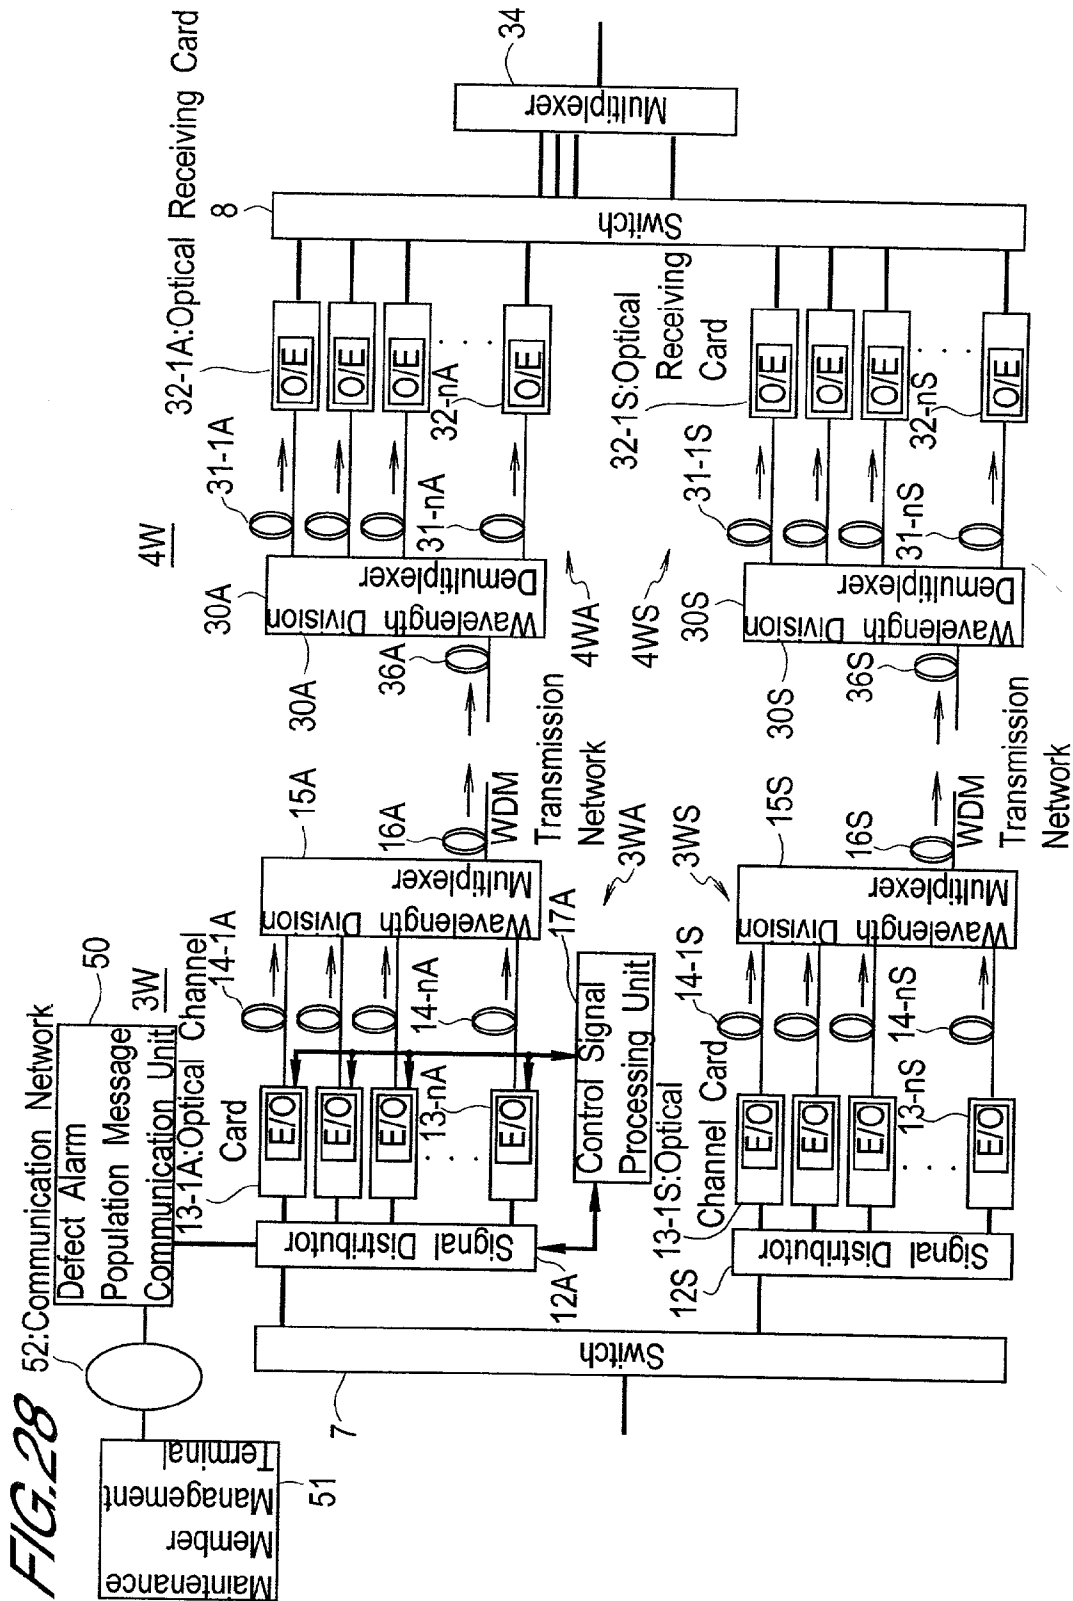 FIG.28
Maintenance
Member
Management
Terminal
51
52:Communication Network
Defect Alarm
Population Message
Communication Unit
50
3W
7
Switch
Signal Distributor
12A
13-1A:Optical Channel
Card
E/O
E/O
E/O
. . . .
E/O
13-nA
14-1A
14-nA
Control Signal
Processing Unit
17A
Wavelength Division
Multiplexer
15A
16A
WDM
Transmission
Network
3WA
3WS
36A
30A
30A
Wavelength Division
Demultiplexer
4W
4WA
4WS
31-1A
31-nA
32-1A:Optical Receiving Card
O/E
O/E
O/E
. . . .
O/E
32-nA
8
Switch
Multiplexer
34
Signal Distributor
12S
13-1S:Optical
Channel Card
E/O
E/O
E/O
. . . .
E/O
13-nS
14-1S
14-nS
Wavelength Division
Multiplexer
15S
16S
WDM
Transmission
Network
36S
30S
30S
Wavelength Division
Demultiplexer
31-1S
31-nS
32-1S:Optical
Receiving
Card
O/E
O/E
O/E
. . . .
O/E
32-nS